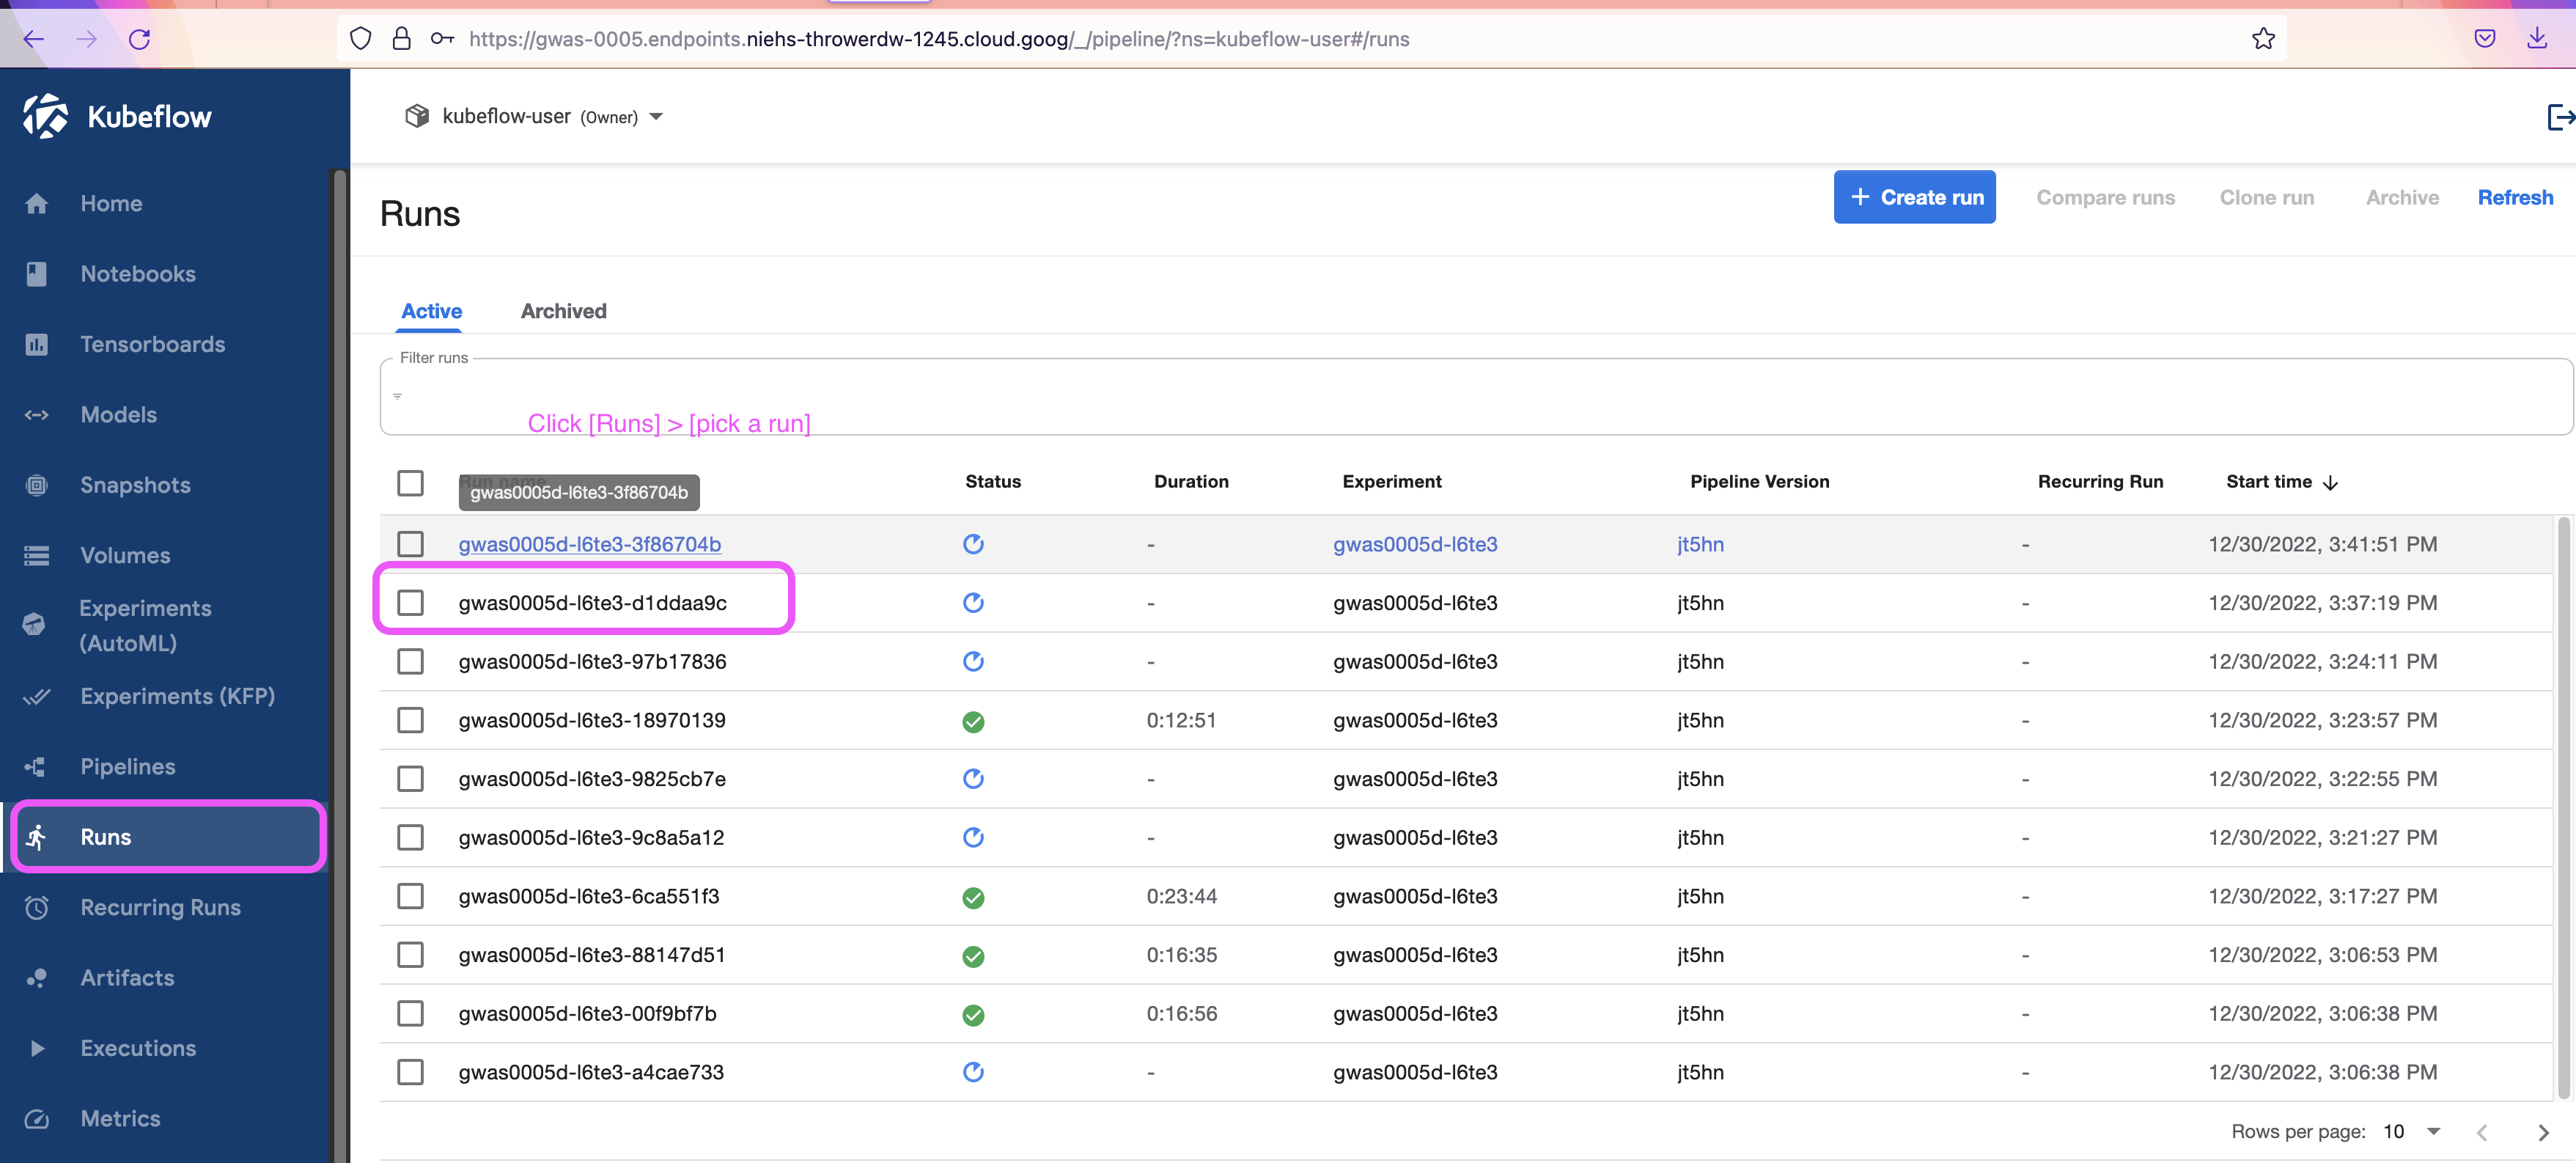 https://gwas-0005.endpoints.niehs-throwerdw-1245.cloud.goog/_/pipeline/?ns=kubeflow-user#/runs
Kubeflow
kubeflow-user (Owner)
Home
Notebooks
Tensorboards
Models
Snapshots
Volumes
Experiments
(AutoML)
Experiments (KFP)
Pipelines
Runs
Recurring Runs
Artifacts
Executions
Metrics
Runs
+ Create run Compare runs Clone run Archive Refresh
Active Archived
Filter runs
Click [Runs] > [pick a run]
Run name Status Duration Experiment Pipeline Version Recurring Run Start time
gwas0005d-l6te3-3f86704b
gwas0005d-l6te3-3f86704b - gwas0005d-l6te3 jt5hn - 12/30/2022, 3:41:51 PM
gwas0005d-l6te3-d1ddaa9c - gwas0005d-l6te3 jt5hn - 12/30/2022, 3:37:19 PM
gwas0005d-l6te3-97b17836 - gwas0005d-l6te3 jt5hn - 12/30/2022, 3:24:11 PM
gwas0005d-l6te3-18970139 0:12:51 gwas0005d-l6te3 jt5hn - 12/30/2022, 3:23:57 PM
gwas0005d-l6te3-9825cb7e - gwas0005d-l6te3 jt5hn - 12/30/2022, 3:22:55 PM
gwas0005d-l6te3-9c8a5a12 - gwas0005d-l6te3 jt5hn - 12/30/2022, 3:21:27 PM
gwas0005d-l6te3-6ca551f3 0:23:44 gwas0005d-l6te3 jt5hn - 12/30/2022, 3:17:27 PM
gwas0005d-l6te3-88147d51 0:16:35 gwas0005d-l6te3 jt5hn - 12/30/2022, 3:06:53 PM
gwas0005d-l6te3-00f9bf7b 0:16:56 gwas0005d-l6te3 jt5hn - 12/30/2022, 3:06:38 PM
gwas0005d-l6te3-a4cae733 - gwas0005d-l6te3 jt5hn - 12/30/2022, 3:06:38 PM
Rows per page: 10